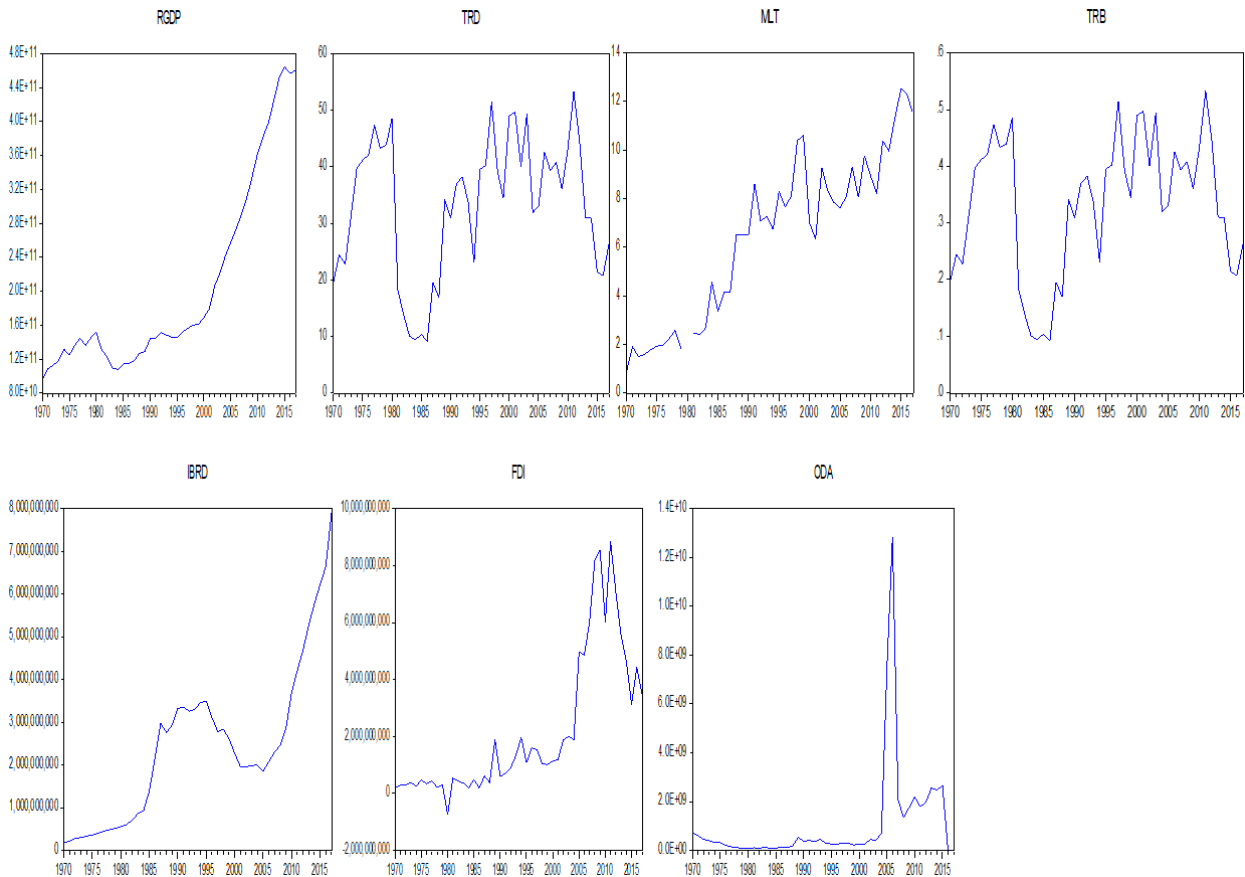 RGDP
4.8E+11
4.4E+11
4.0E+11
3.6E+11
3.2E+11
2.8E+11
2.4E+11
2.0E+11
1.6E+11
1.2E+11
8.0E+10
1970 1975 1980 1985 1990 1995 2000 2005 2010 2015
TRD
60
50
40
30
20
10
0
1970 1975 1980 1985 1990 1995 2000 2005 2010 2015
MLT
14
12
10
8
6
4
2
0
1970 1975 1980 1985 1990 1995 2000 2005 2010 2015
TRB
.6
.5
.4
.3
.2
.1
.0
1970 1975 1980 1985 1990 1995 2000 2005 2010 2015
IBRD
8,000,000,000
7,000,000,000
6,000,000,000
5,000,000,000
4,000,000,000
3,000,000,000
2,000,000,000
1,000,000,000
0
1970 1975 1980 1985 1990 1995 2000 2005 2010 2015
FDI
10,000,000,000
8,000,000,000
6,000,000,000
4,000,000,000
2,000,000,000
0
-2,000,000,000
1970 1975 1980 1985 1990 1995 2000 2005 2010 2015
ODA
1.4E+10
1.2E+10
1.0E+10
8.0E+09
6.0E+09
4.0E+09
2.0E+09
0.0E+00
1970 1975 1980 1985 1990 1995 2000 2005 2010 2015